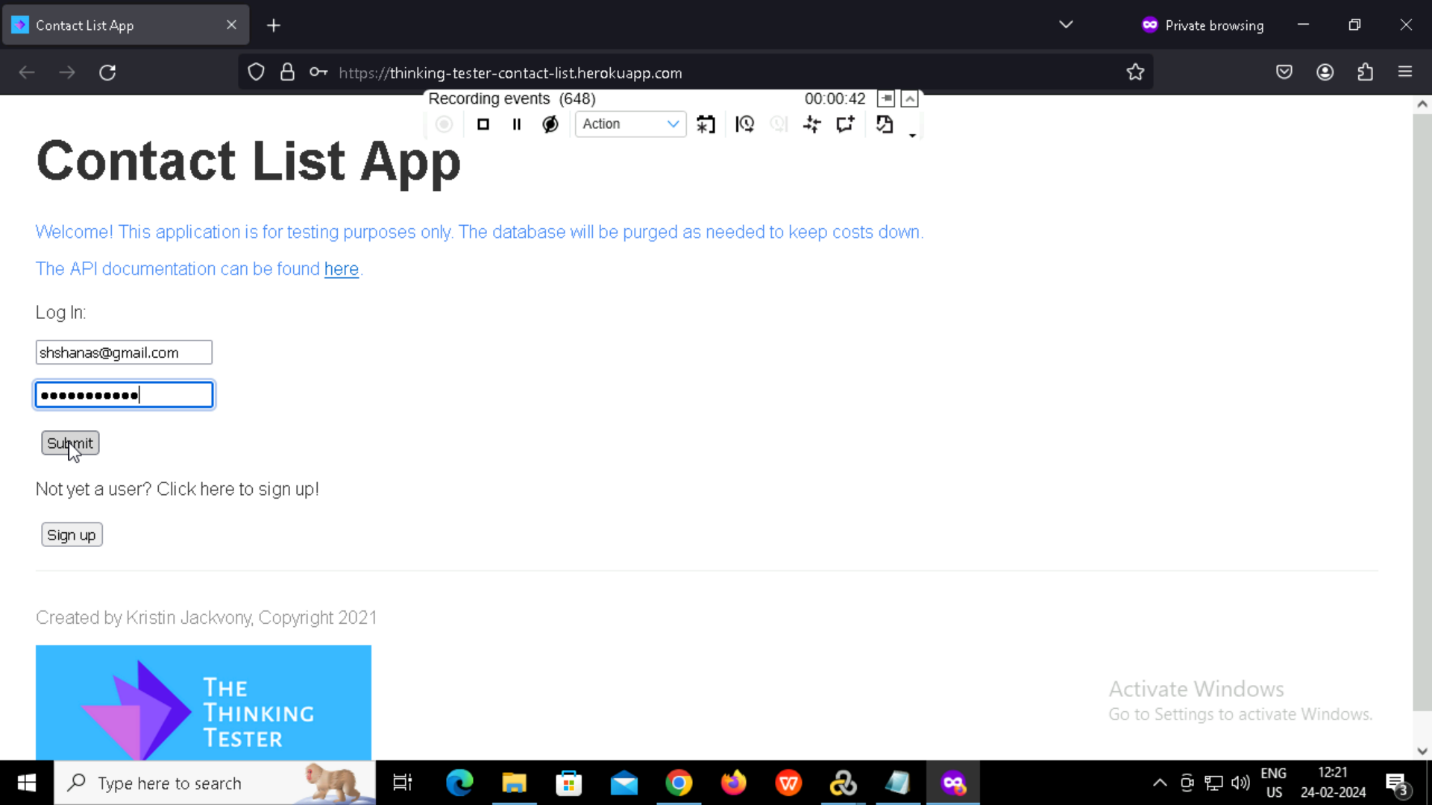 Contact List App
Private browsing
https://thinking-tester-contact-list.herokuapp.com
Recording events (648)
00:00:42
Action
Contact List App
Welcome! This application is for testing purposes only. The database will be purged as needed to keep costs down.
The API documentation can be found here.
Log In:
shshanas@gmail.com
●●●●●●●●●●●
Submit
Not yet a user? Click here to sign up!
Sign up
Created by Kristin Jackvony, Copyright 2021
THE
THINKING
TESTER
Activate Windows
Go to Settings to activate Windows.
Type here to search
ENG
US
12:21
24-02-2024
3